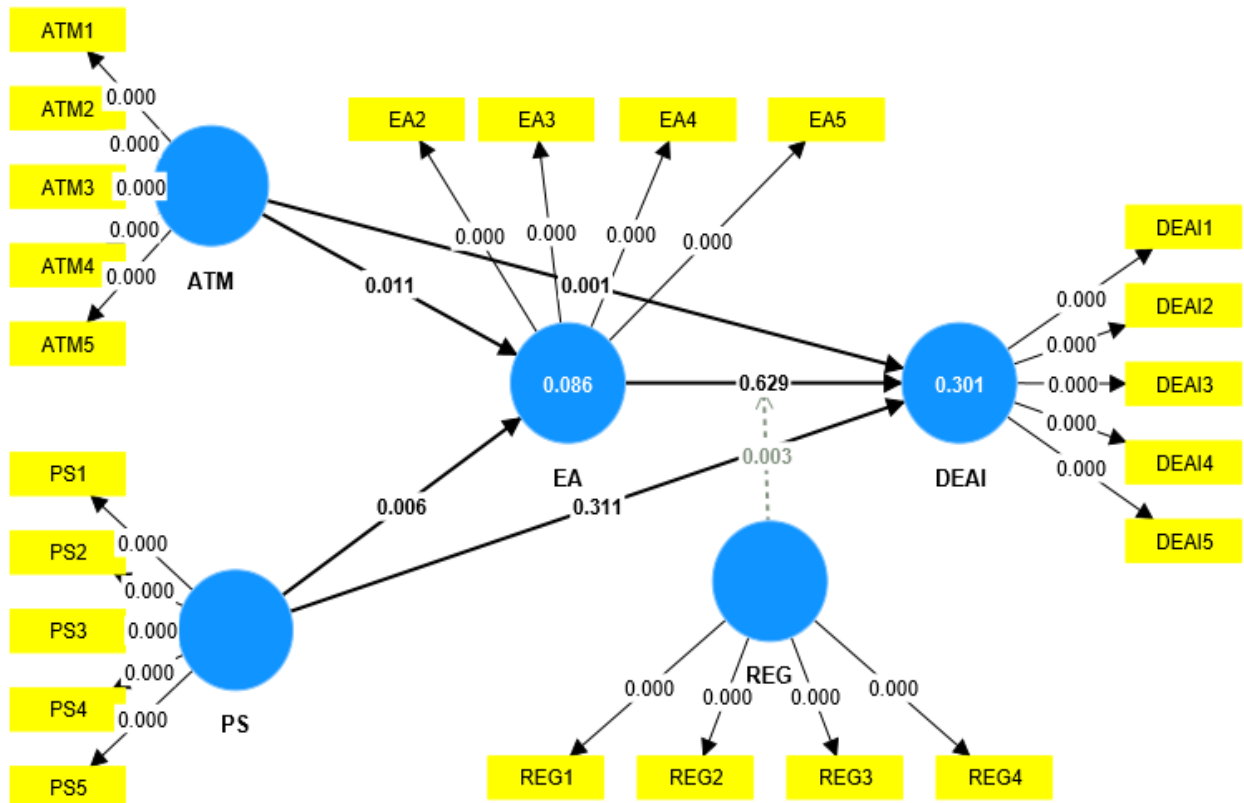 ATM1
0.000
ATM2
0.000
ATM3
0.000
0.000
ATM4
0.000
ATM5
ATM
EA2
EA3
EA4
EA5
0.000
0.000
0.000
0.000
0.011
0.001
0.086
EA
0.629
0.301
DEAI
0.003
0.006
0.311
DEAI1
0.000
DEAI2
0.000
DEAI3
0.000
0.000
DEAI4
0.000
DEAI5
PS1
0.000
PS2
0.000
PS3
0.000
0.000
PS4
0.000
PS5
PS
REG
0.000
0.000
0.000
0.000
REG1
REG2
REG3
REG4